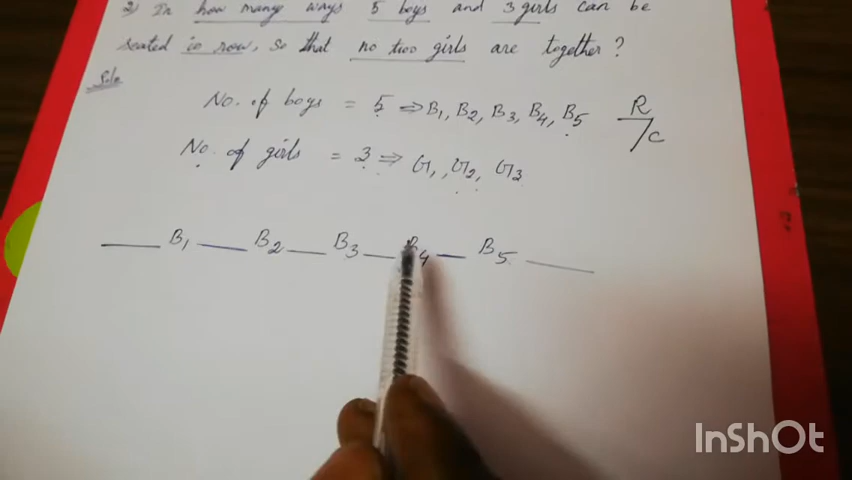 2) In how many ways 5 boys and 3 girls can be
seated in row, so that no two girls are together?
Soln
No. of boys = 5 ⇒ B1, B2, B3, B4, B5 R/c
No. of girls = 3 ⇒ G1, G2, G3
___ B1 ___ B2 ___ B3 ___ B4 ___ B5 ___
InShOt